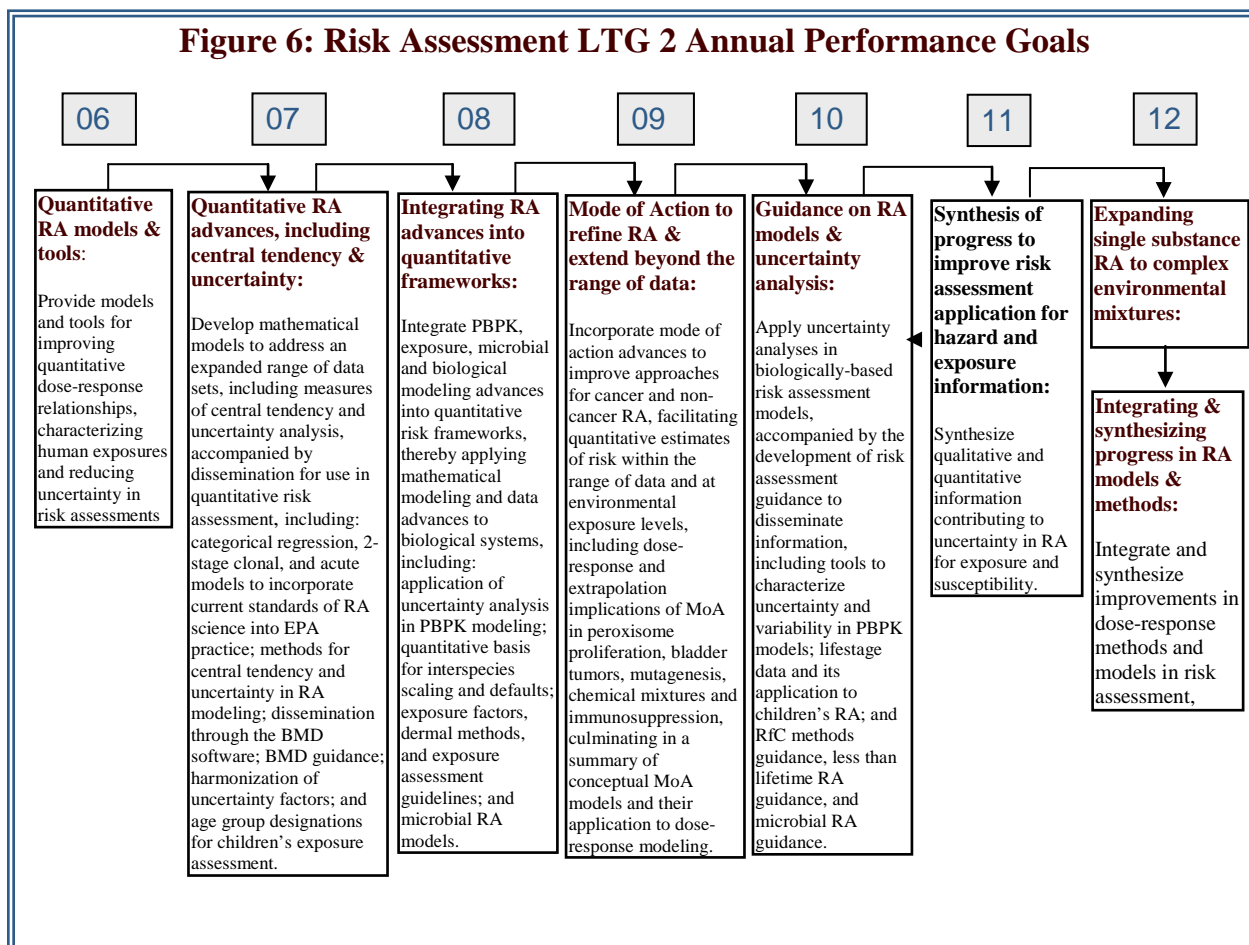 Figure 6: Risk Assessment LTG 2 Annual Performance Goals
06
07
08
09
10
11
12
Quantitative
RA models &
tools:
Provide models
and tools for
improving
quantitative
dose-response
relationships,
characterizing
human exposures
and reducing
uncertainty in
risk assessments
Quantitative RA
advances, including
central tendency &
uncertainty:
Develop mathematical
models to address an
expanded range of data
sets, including measures
of central tendency and
uncertainty analysis,
accompanied by
dissemination for use in
quantitative risk
assessment, including:
categorical regression, 2-
stage clonal, and acute
models to incorporate
current standards of RA
science into EPA
practice; methods for
central tendency and
uncertainty in RA
modeling; dissemination
through the BMD
software; BMD guidance;
harmonization of
uncertainty factors; and
age group designations
for children's exposure
assessment.
Integrating RA
advances into
quantitative
frameworks:
Integrate PBPK,
exposure, microbial
and biological
modeling advances
into quantitative
risk frameworks,
thereby applying
mathematical
modeling and data
advances to
biological systems,
including:
application of
uncertainty analysis
in PBPK modeling;
quantitative basis
for interspecies
scaling and defaults;
exposure factors,
dermal methods,
and exposure
assessment
guidelines; and
microbial RA
models.
Mode of Action to
refine RA &
extend beyond the
range of data:
Incorporate mode of
action advances to
improve approaches
for cancer and non-
cancer RA, facilitating
quantitative estimates
of risk within the
range of data and at
environmental
exposure levels,
including dose-
response and
extrapolation
implications of MoA
in peroxisome
proliferation, bladder
tumors, mutagenesis,
chemical mixtures and
immunosuppression,
culminating in a
summary of
conceptual MoA
models and their
application to dose-
response modeling.
Guidance on RA
models &
uncertainty
analysis:
Apply uncertainty
analyses in
biologically-based
risk assessment
models,
accompanied by the
development of risk
assessment
guidance to
disseminate
information,
including tools to
characterize
uncertainty and
variability in PBPK
models; lifestage
data and its
application to
children's RA; and
RfC methods
guidance, less than
lifetime RA
guidance, and
microbial RA
guidance.
Synthesis of
progress to
improve risk
assessment
application for
hazard and
exposure
information:
Synthesize
qualitative and
quantitative
information
contributing to
uncertainty in RA
for exposure and
susceptibility.
Expanding
single substance
RA to complex
environmental
mixtures:
Integrating &
synthesizing
progress in RA
models &
methods:
Integrate and
synthesize
improvements in
dose-response
methods and
models in risk
assessment,